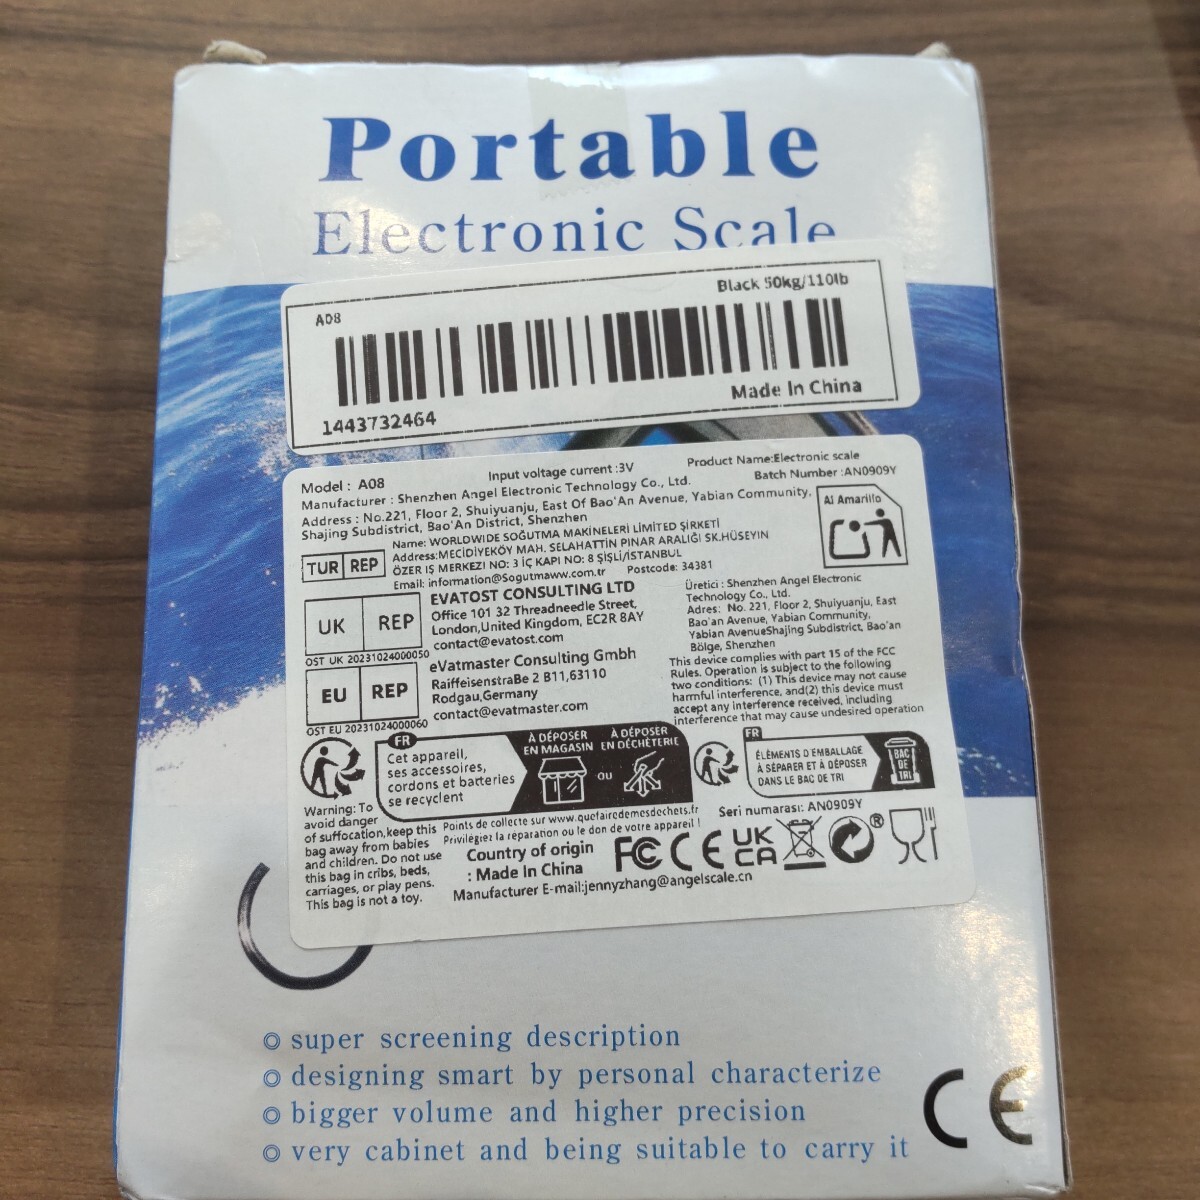 Portable
Electronic Scale
Black 50kg/110lb
A08
1443732464
Made In China
Model : A08
Input voltage current :3V
Product Name:Electronic scale
Batch Number :AN0909Y
Manufacturer : Shenzhen Angel Electronic Technology Co., Ltd.
Address : No.221, Floor 2, Shuiyuanju, East Of Bao'An Avenue, Yabian Community,
Shajing Subdistrict, Bao'An District, Shenzhen
Al Amarillo
TUR REP
Name: WORLDWIDE SOĞUTMA MAKİNELERİ LİMİTED ŞİRKETİ
Address:MECİDİYEKÖY MAH. SELAHATTİN PINAR ARALIĞI SK.HÜSEYIN
ÖZER IŞ MERKEZI NO: 3 İÇ KAPI NO: 8 ŞİŞLİ/İSTANBUL
Email: information@Sogutmaww.com.tr
Postcode: 34381
UK REP
OST UK 20231024000050
EVATOST CONSULTING LTD
Office 101 32 Threadneedle Street,
London,United Kingdom, EC2R 8AY
contact@evatost.com
EU REP
OST EU 20231024000060
eVatmaster Consulting Gmbh
RaiffeisenstraBe 2 B11,63110
Rodgau,Germany
contact@evatmaster.com
Üretici : Shenzhen Angel Electronic
Technology Co., Ltd.
Adres: No. 221, Floor 2, Shuiyuanju, East
Bao'an Avenue, Yabian Community,
Yabian AvenueShajing Subdistrict, Bao'an
Bölge, Shenzhen
This device complies with part 15 of the FCC
Rules. Operation is subject to the following
two conditions: (1) This device may not cause
harmful interference, and(2) this device must
accept any interference received, including
interference that may cause undesired operation
FR
Cet appareil,
ses accessoires,
cordons et batteries
se recyclent
À DÉPOSER
EN MAGASIN
OU
À DÉPOSER
EN DÉCHÈTERIE
Points de collecte sur www.quefairedemesdechets.fr
Privilégiez la réparation ou le don de votre appareil !
FR
ÉLÉMENTS D'EMBALLAGE
À SÉPARER ET À DÉPOSER
DANS LE BAC DE TRI
BAC
DE
TRI
Warning: To
avoid danger
of suffocation,keep this
bag away from babies
and children. Do not use
this bag in cribs, beds,
carriages, or play pens.
This bag is not a toy.
Seri numarası: AN0909Y
Country of origin
: Made In China
FC CE UK
CA
®
Manufacturer E-mail:jennyzhang@angelscale.cn
super screening description
designing smart by personal characterize
bigger volume and higher precision
very cabinet and being suitable to carry it
CE